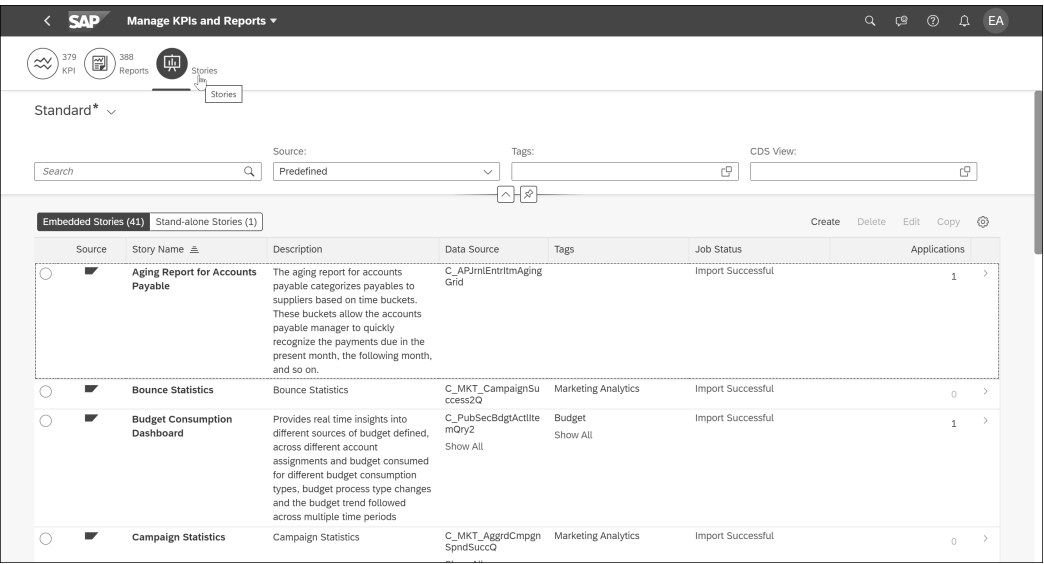 SAP Manage KPIs and Reports
EA
379
KPI
388
Reports
Stories
Stories
Standard*
Source:
Tags:
CDS View:
Search
Predefined
Embedded Stories (41)
Stand-alone Stories (1)
Create Delete Edit Copy
Source Story Name Description Data Source Tags Job Status Applications
Aging Report for Accounts
Payable
The aging report for accounts
payable categorizes payables to
suppliers based on time buckets.
These buckets allow the accounts
payable manager to quickly
recognize the payments due in the
present month, the following month,
and so on.
C_APJrnlEntrItmAging
Grid
Import Successful
1
Bounce Statistics
Bounce Statistics
C_MKT_CampaignSu
ccess2Q
Marketing Analytics
Import Successful
0
Budget Consumption
Dashboard
Provides real time insights into
different sources of budget defined,
across different account
assignments and budget consumed
for different budget consumption
types, budget process type changes
and the budget trend followed
across multiple time periods
C_PubSecBdgtActlIte
mQry2
Show All
Budget
Show All
Import Successful
1
Campaign Statistics
Campaign Statistics
C_MKT_AggrdCmpgn
SpndSuccQ
Marketing Analytics
Import Successful
0